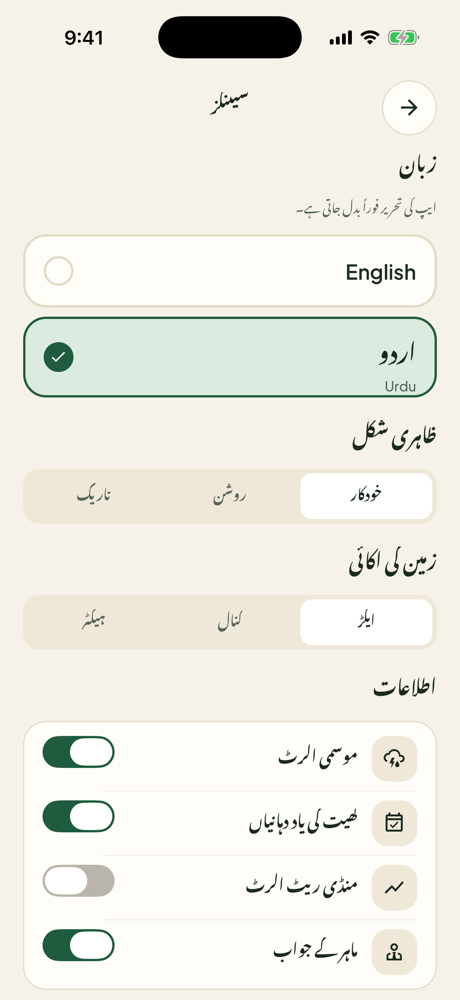 9:41
سیٹنگز
زبان
ایپ کی تحریر فوراً بدل جاتی ہے۔
English
اردو
Urdu
ظاہری شکل
خودکار
روشن
تاریک
زمین کی اکائی
ایکڑ
کنال
ہیکٹر
اطلاعات
موسمی الرٹ
کھیت کی یاد دہانیاں
منڈی ریٹ الرٹ
ماہر کے جواب